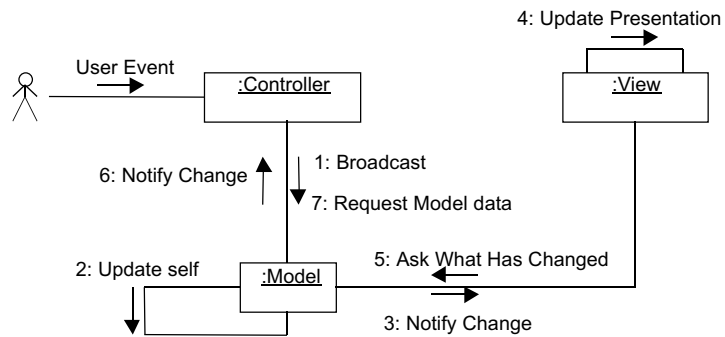 4: Update Presentation
User Event
:Controller
:View
1: Broadcast
6: Notify Change
7: Request Model data
5: Ask What Has Changed
2: Update self
:Model
3: Notify Change